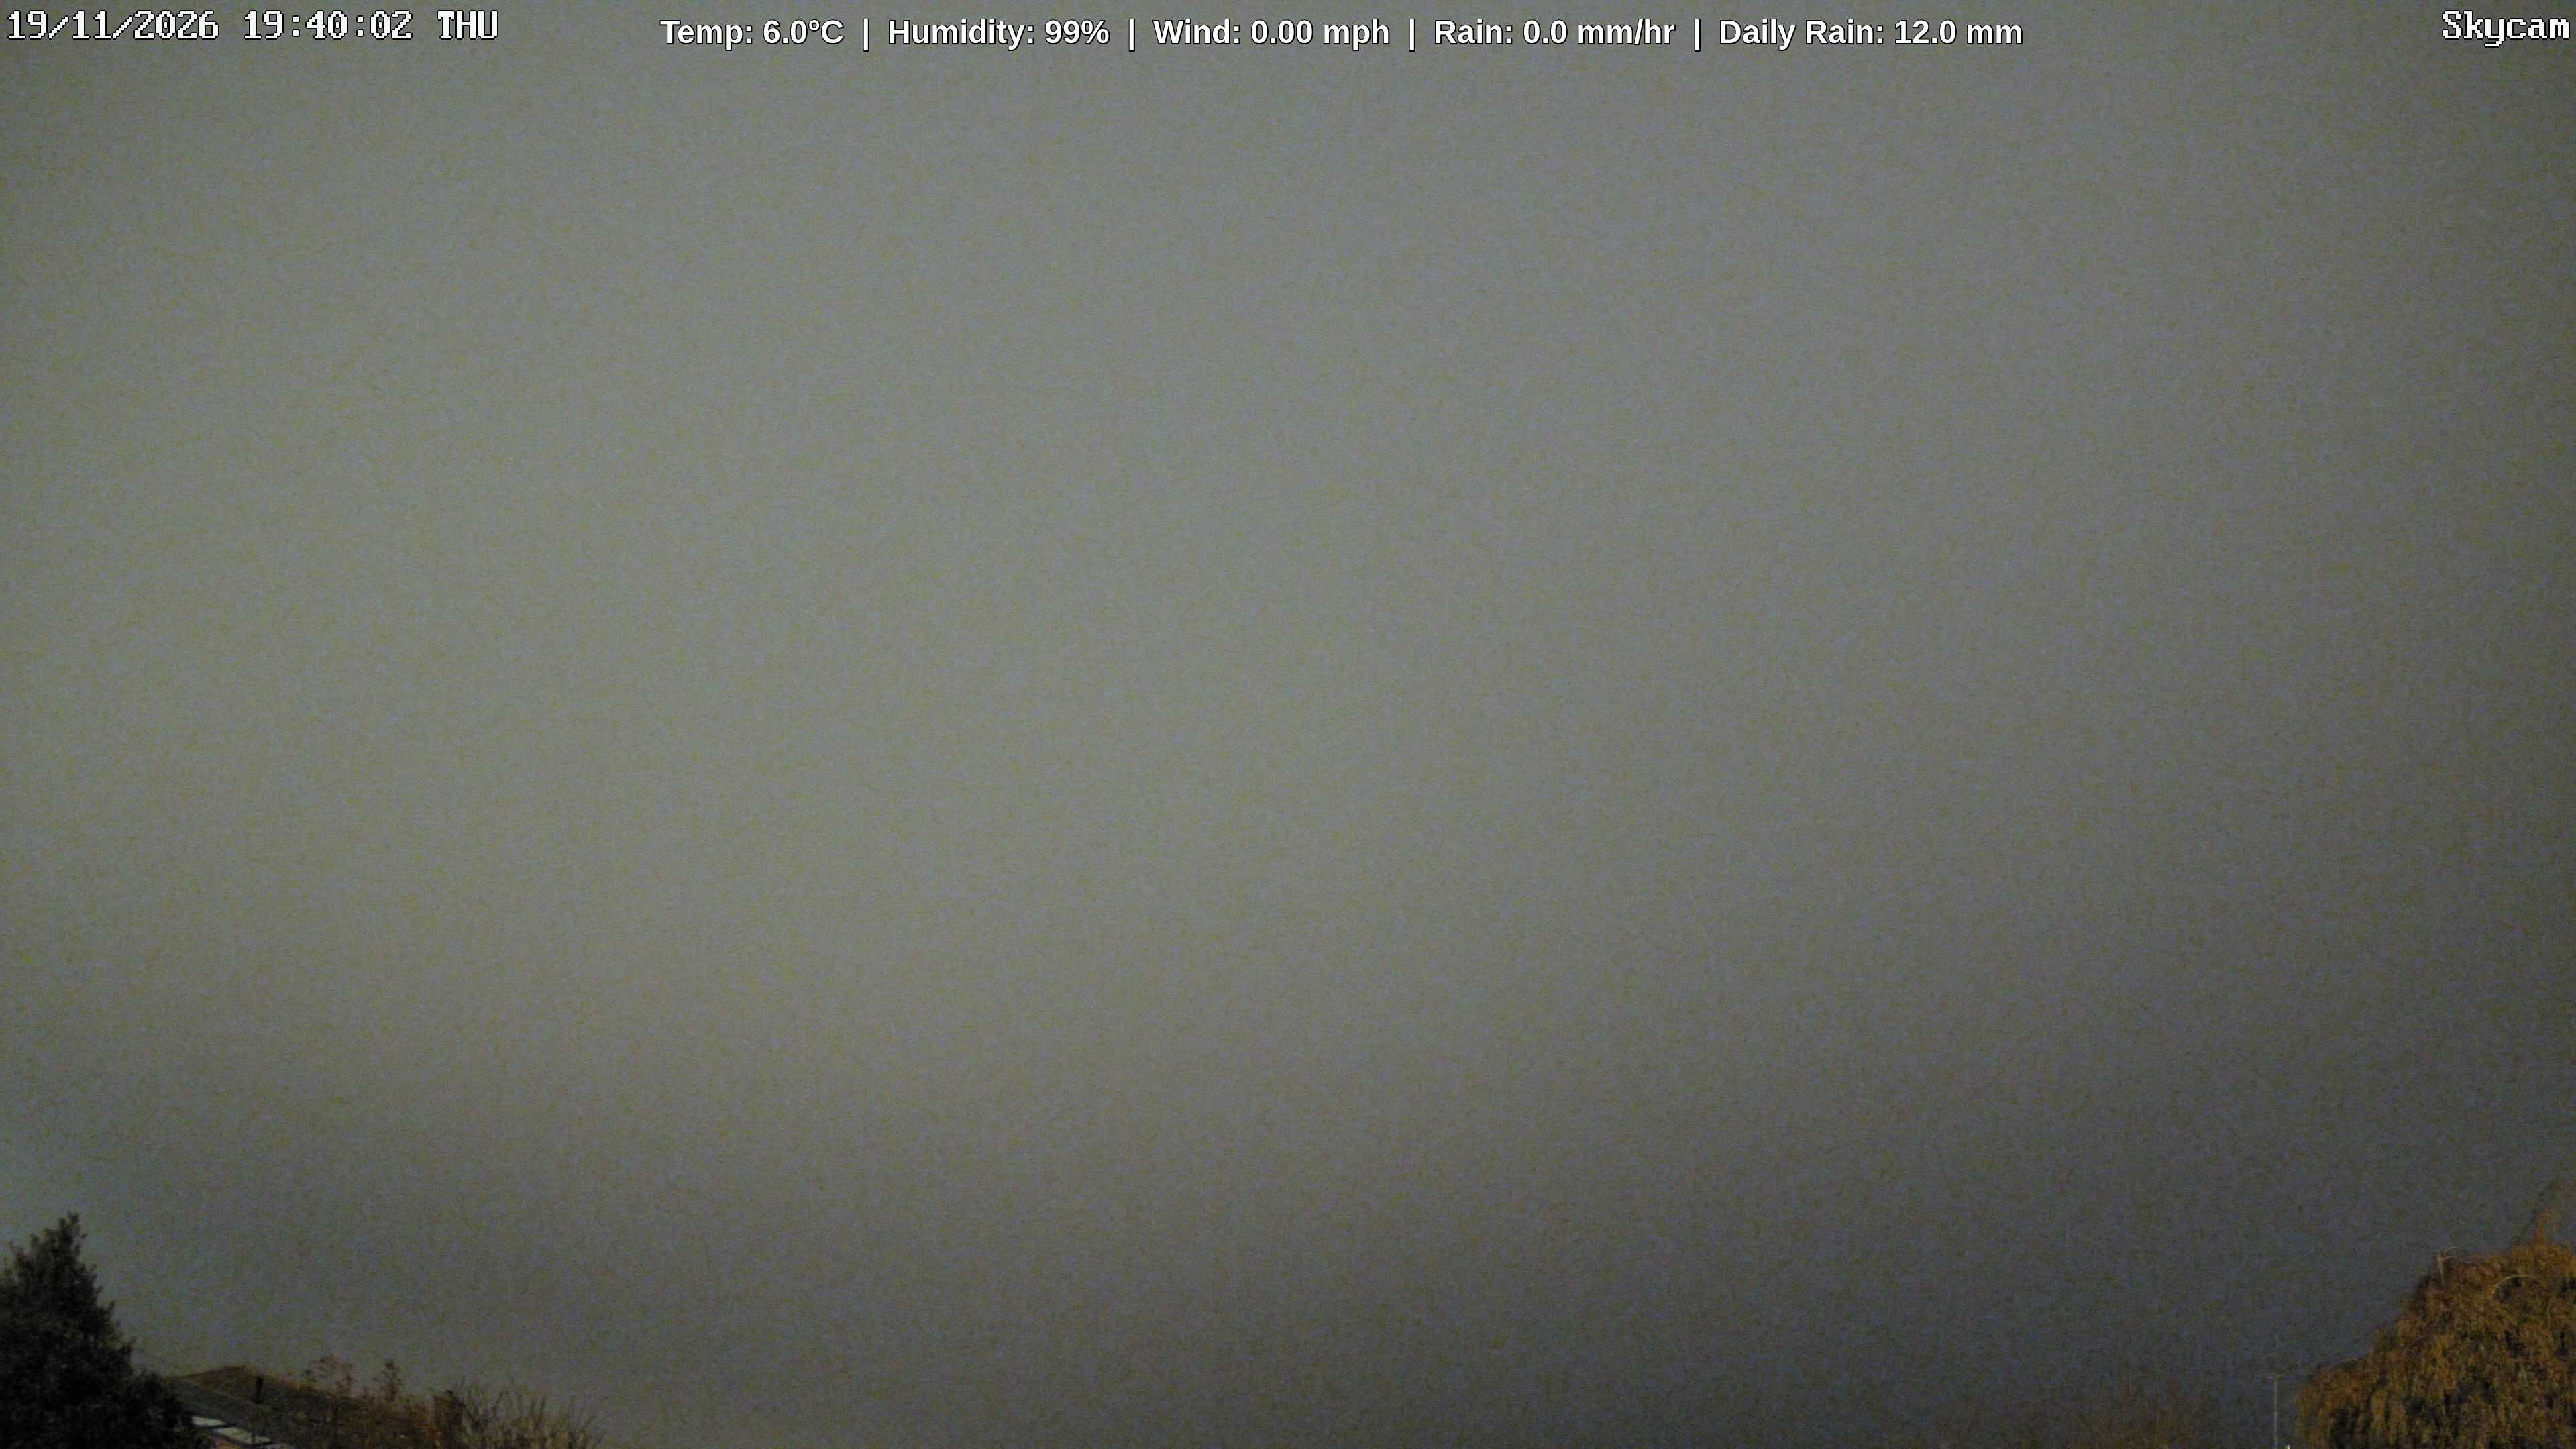 19/11/2026 19:40:02 THU
Temp: 6.0°C | Humidity: 99% | Wind: 0.00 mph | Rain: 0.0 mm/hr | Daily Rain: 12.0 mm
Skycam